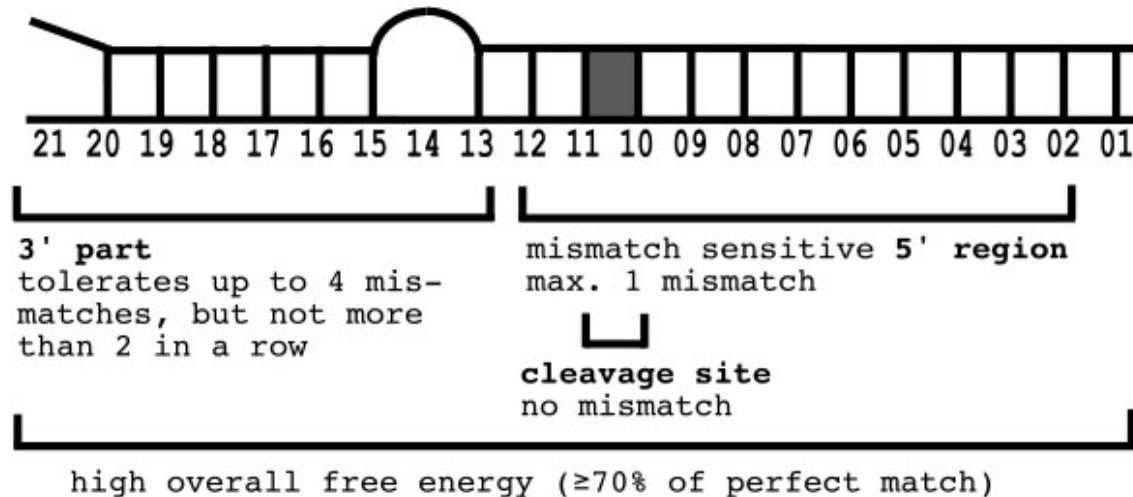 21 20 19 18 17 16 15 14 13 12 11 10 09 08 07 06 05 04 03 02 01
3' part
tolerates up to 4 mis-
matches, but not more
than 2 in a row
mismatch sensitive 5' region
max. 1 mismatch
cleavage site
no mismatch
high overall free energy (≥70% of perfect match)